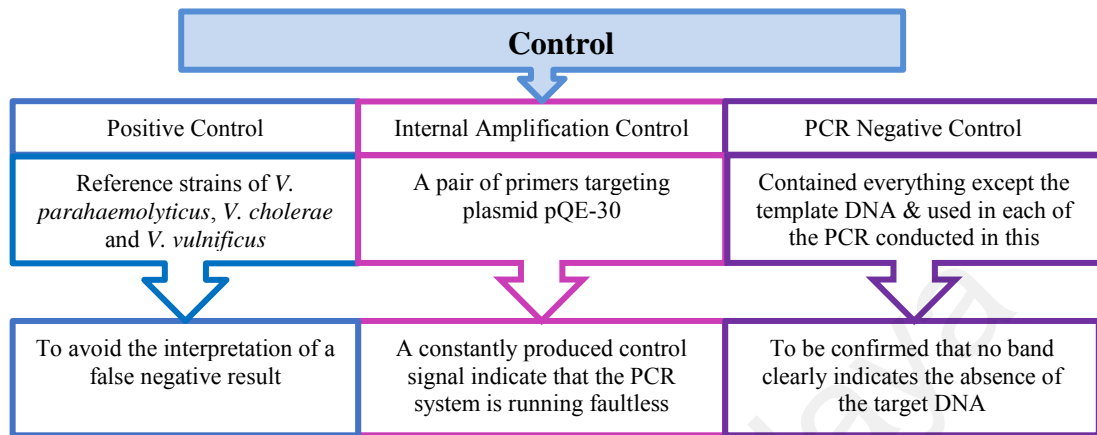 Control
Positive Control
Internal Amplification Control
PCR Negative Control
Reference strains of V.
parahaemolyticus, V. cholerae
and V. vulnificus
A pair of primers targeting
plasmid pQE-30
Contained everything except the
template DNA & used in each of
the PCR conducted in this
To avoid the interpretation of a
false negative result
A constantly produced control
signal indicate that the PCR
system is running faultless
To be confirmed that no band
clearly indicates the absence of
the target DNA